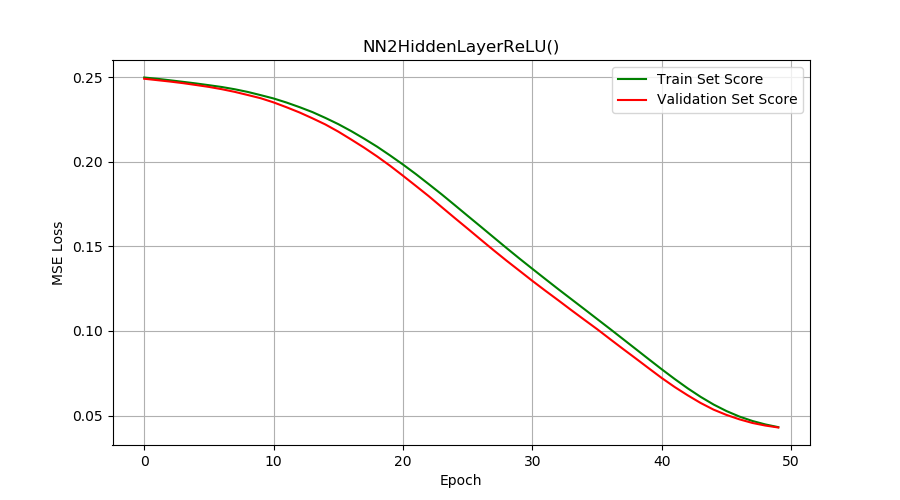 NN2HiddenLayerReLU()
Train Set Score
Validation Set Score
MSE Loss
0.25
0.20
0.15
0.10
0.05
0 10 20 30 40 50
Epoch